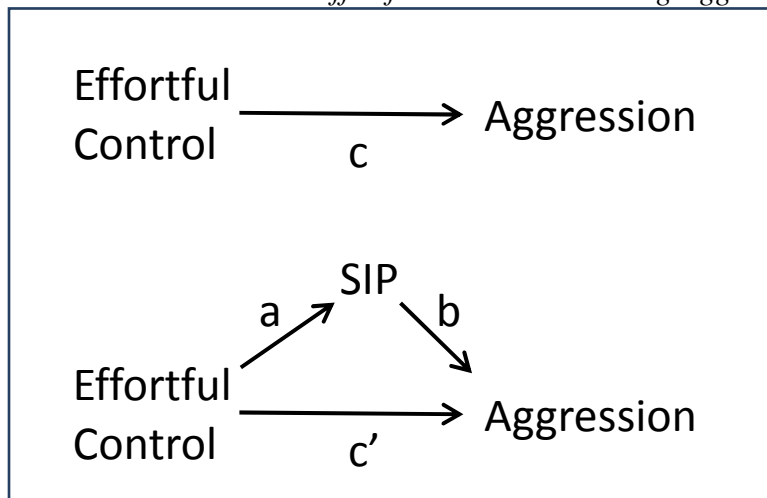 Effortful
Control
Aggression
c
SIP
a
b
Effortful
Control
Aggression
c’